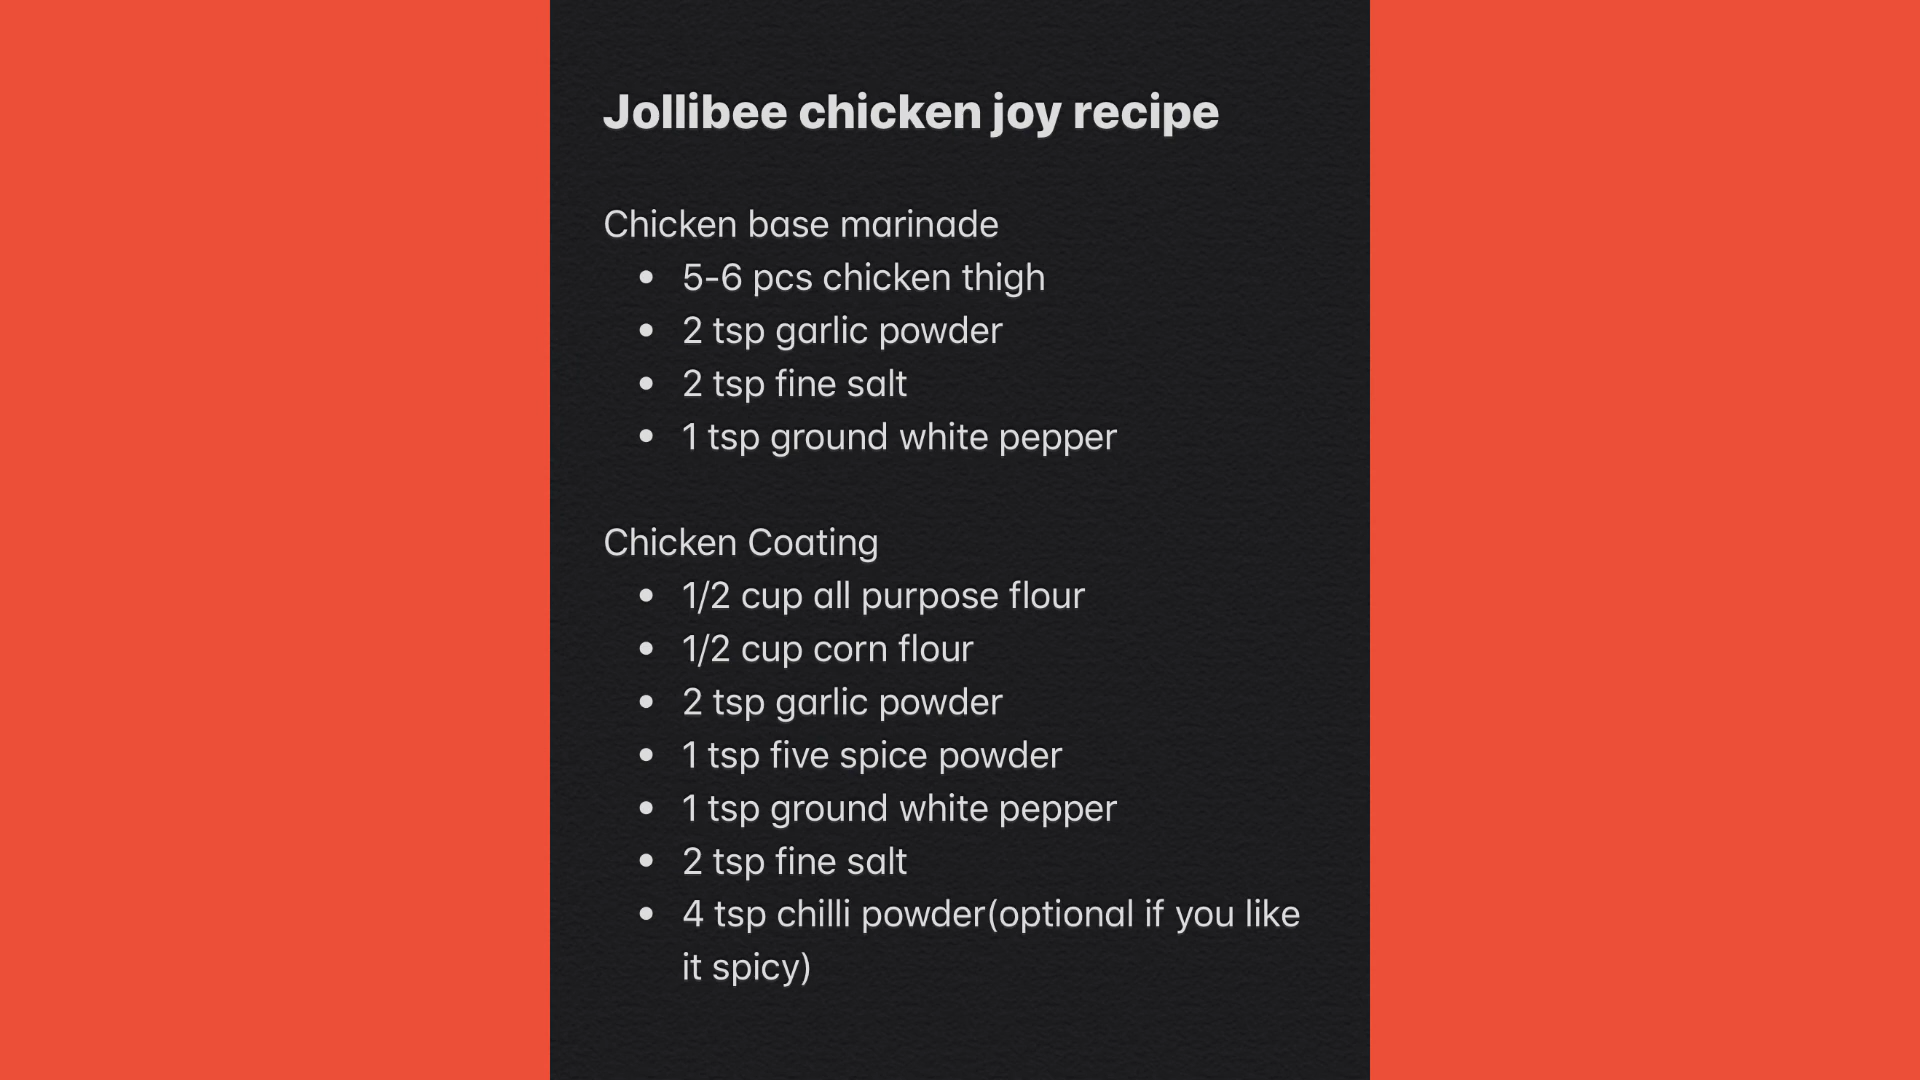 Jollibee chicken joy recipe
Chicken base marinade
• 5-6 pcs chicken thigh
• 2 tsp garlic powder
• 2 tsp fine salt
• 1 tsp ground white pepper
Chicken Coating
• 1/2 cup all purpose flour
• 1/2 cup corn flour
• 2 tsp garlic powder
• 1 tsp five spice powder
• 1 tsp ground white pepper
• 2 tsp fine salt
• 4 tsp chilli powder(optional if you like
it spicy)